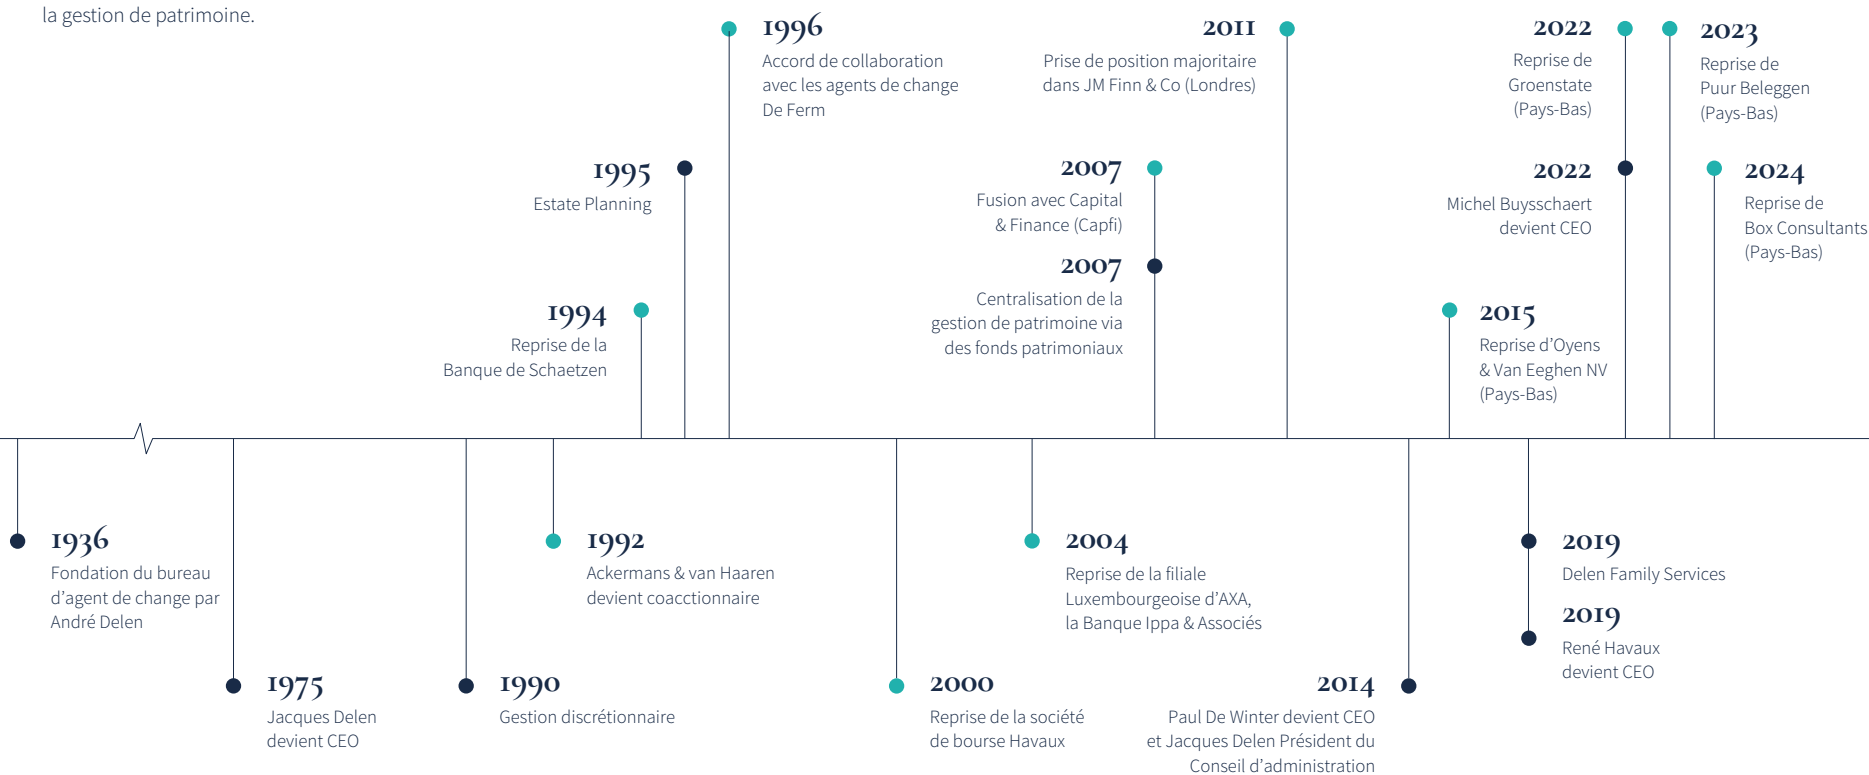 la gestion de patrimoine.
1996
Accord de collaboration
avec les agents de change
De Ferm
2011
Prise de position majoritaire
dans JM Finn & Co (Londres)
2022
Reprise de
Groenstate
(Pays-Bas)
2023
Reprise de
Puur Beleggen
(Pays-Bas)
1995
Estate Planning
2007
Fusion avec Capital
& Finance (Capfi)
2022
Michel Buysschaert
devient CEO
2024
Reprise de
Box Consultants
(Pays-Bas)
2007
Centralisation de la
gestion de patrimoine via
des fonds patrimoniaux
1994
Reprise de la
Banque de Schaetzen
2015
Reprise d’Oyens
& Van Eeghen NV
(Pays-Bas)
1936
Fondation du bureau
d’agent de change par
André Delen
1992
Ackermans & van Haaren
devient coacctionnaire
2004
Reprise de la filiale
Luxembourgeoise d’AXA,
la Banque Ippa & Associés
2019
Delen Family Services
2019
René Havaux
devient CEO
1975
Jacques Delen
devient CEO
1990
Gestion discrétionnaire
2000
Reprise de la société
de bourse Havaux
2014
Paul De Winter devient CEO
et Jacques Delen Président du
Conseil d’administration